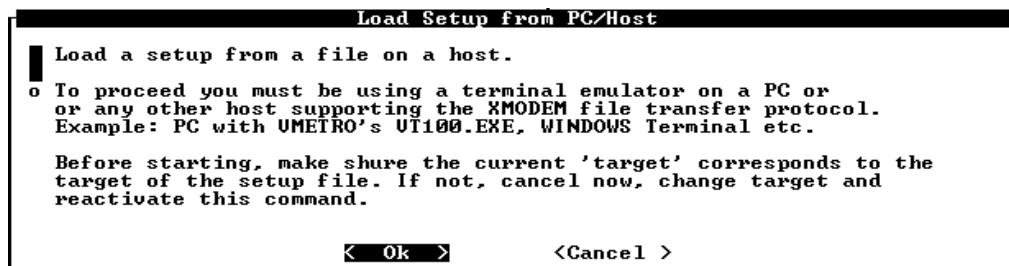 Load Setup from PC/Host
Load a setup from a file on a host.
o To proceed you must be using a terminal emulator on a PC or
or any other host supporting the XMODEM file transfer protocol.
Example: PC with VMETRO's VT100.EXE, WINDOWS Terminal etc.
Before starting, make shure the current 'target' corresponds to the
target of the setup file. If not, cancel now, change target and
reactivate this command.
< Ok > <Cancel >